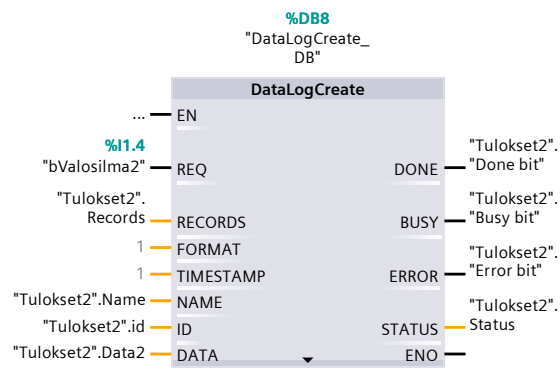 %DB8
"DataLogCreate_
DB"
DataLogCreate
... EN
%I1.4
"bValosilma2" REQ
DONE "Tulokset2".
"Done bit"
"Tulokset2".
Records RECORDS
BUSY "Tulokset2".
"Busy bit"
1 FORMAT
1 TIMESTAMP
ERROR "Tulokset2".
"Error bit"
"Tulokset2".Name NAME
"Tulokset2".id ID
STATUS "Tulokset2".
Status
"Tulokset2".Data2 DATA
ENO